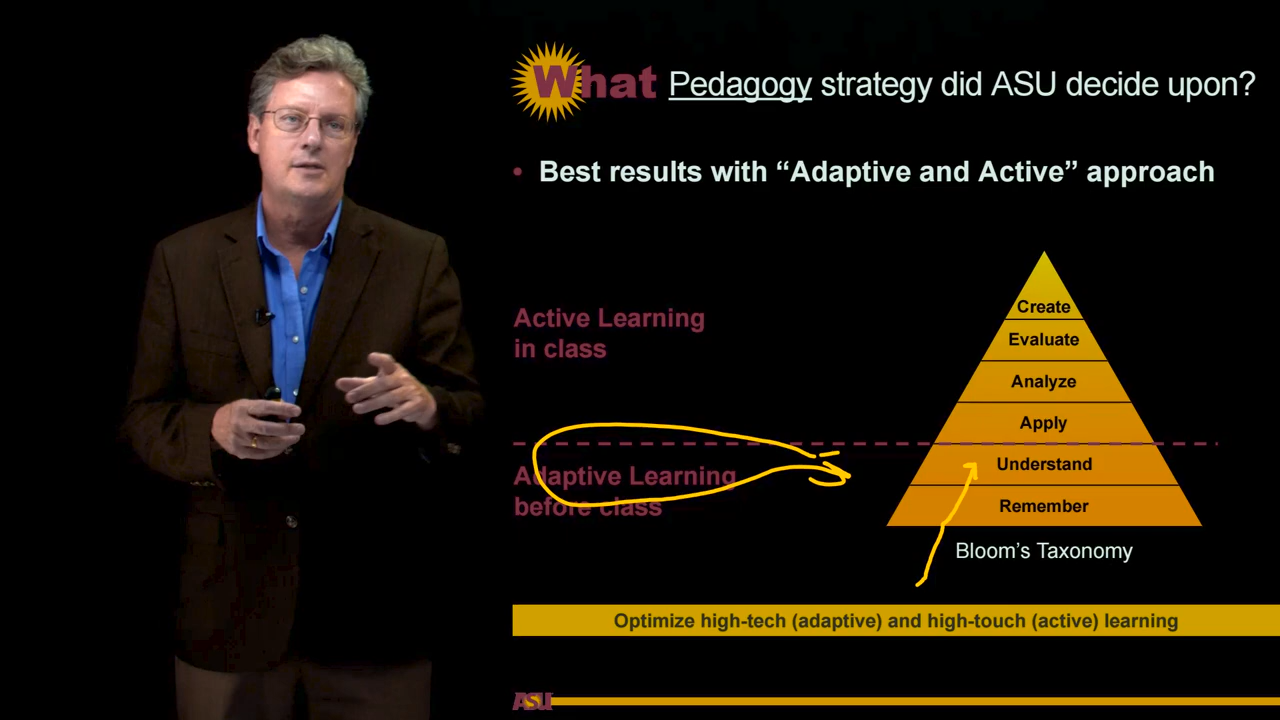 What Pedagogy strategy did ASU decide upon?
• Best results with “Adaptive and Active” approach
Active Learning
in class
Adaptive Learning
before class
Create
Evaluate
Analyze
Apply
Understand
Remember
Bloom’s Taxonomy
Optimize high-tech (adaptive) and high-touch (active) learning
ASU